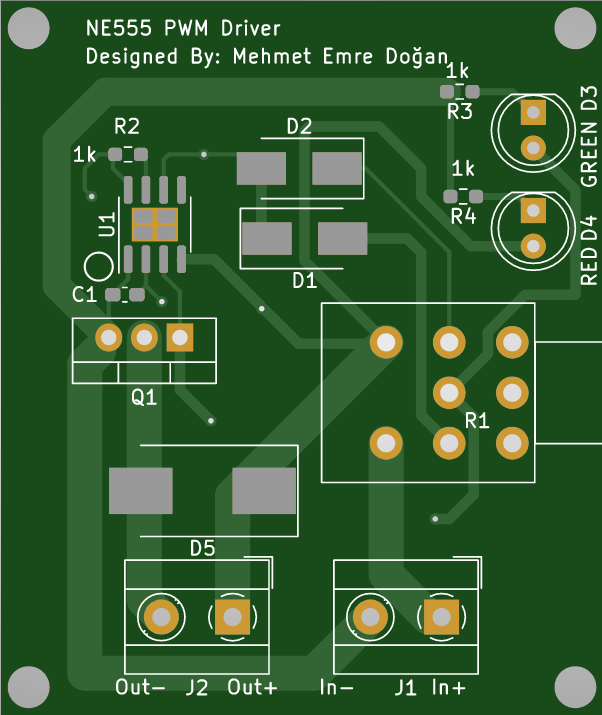 NE555 PWM Driver
Designed By: Mehmet Emre Doğan
1k
R3
GREEN D3
R2
1k
D2
1k
R4
U1
RED D4
D1
C1
Q1
R1
D5
Out- J2 Out+
In- J1 In+